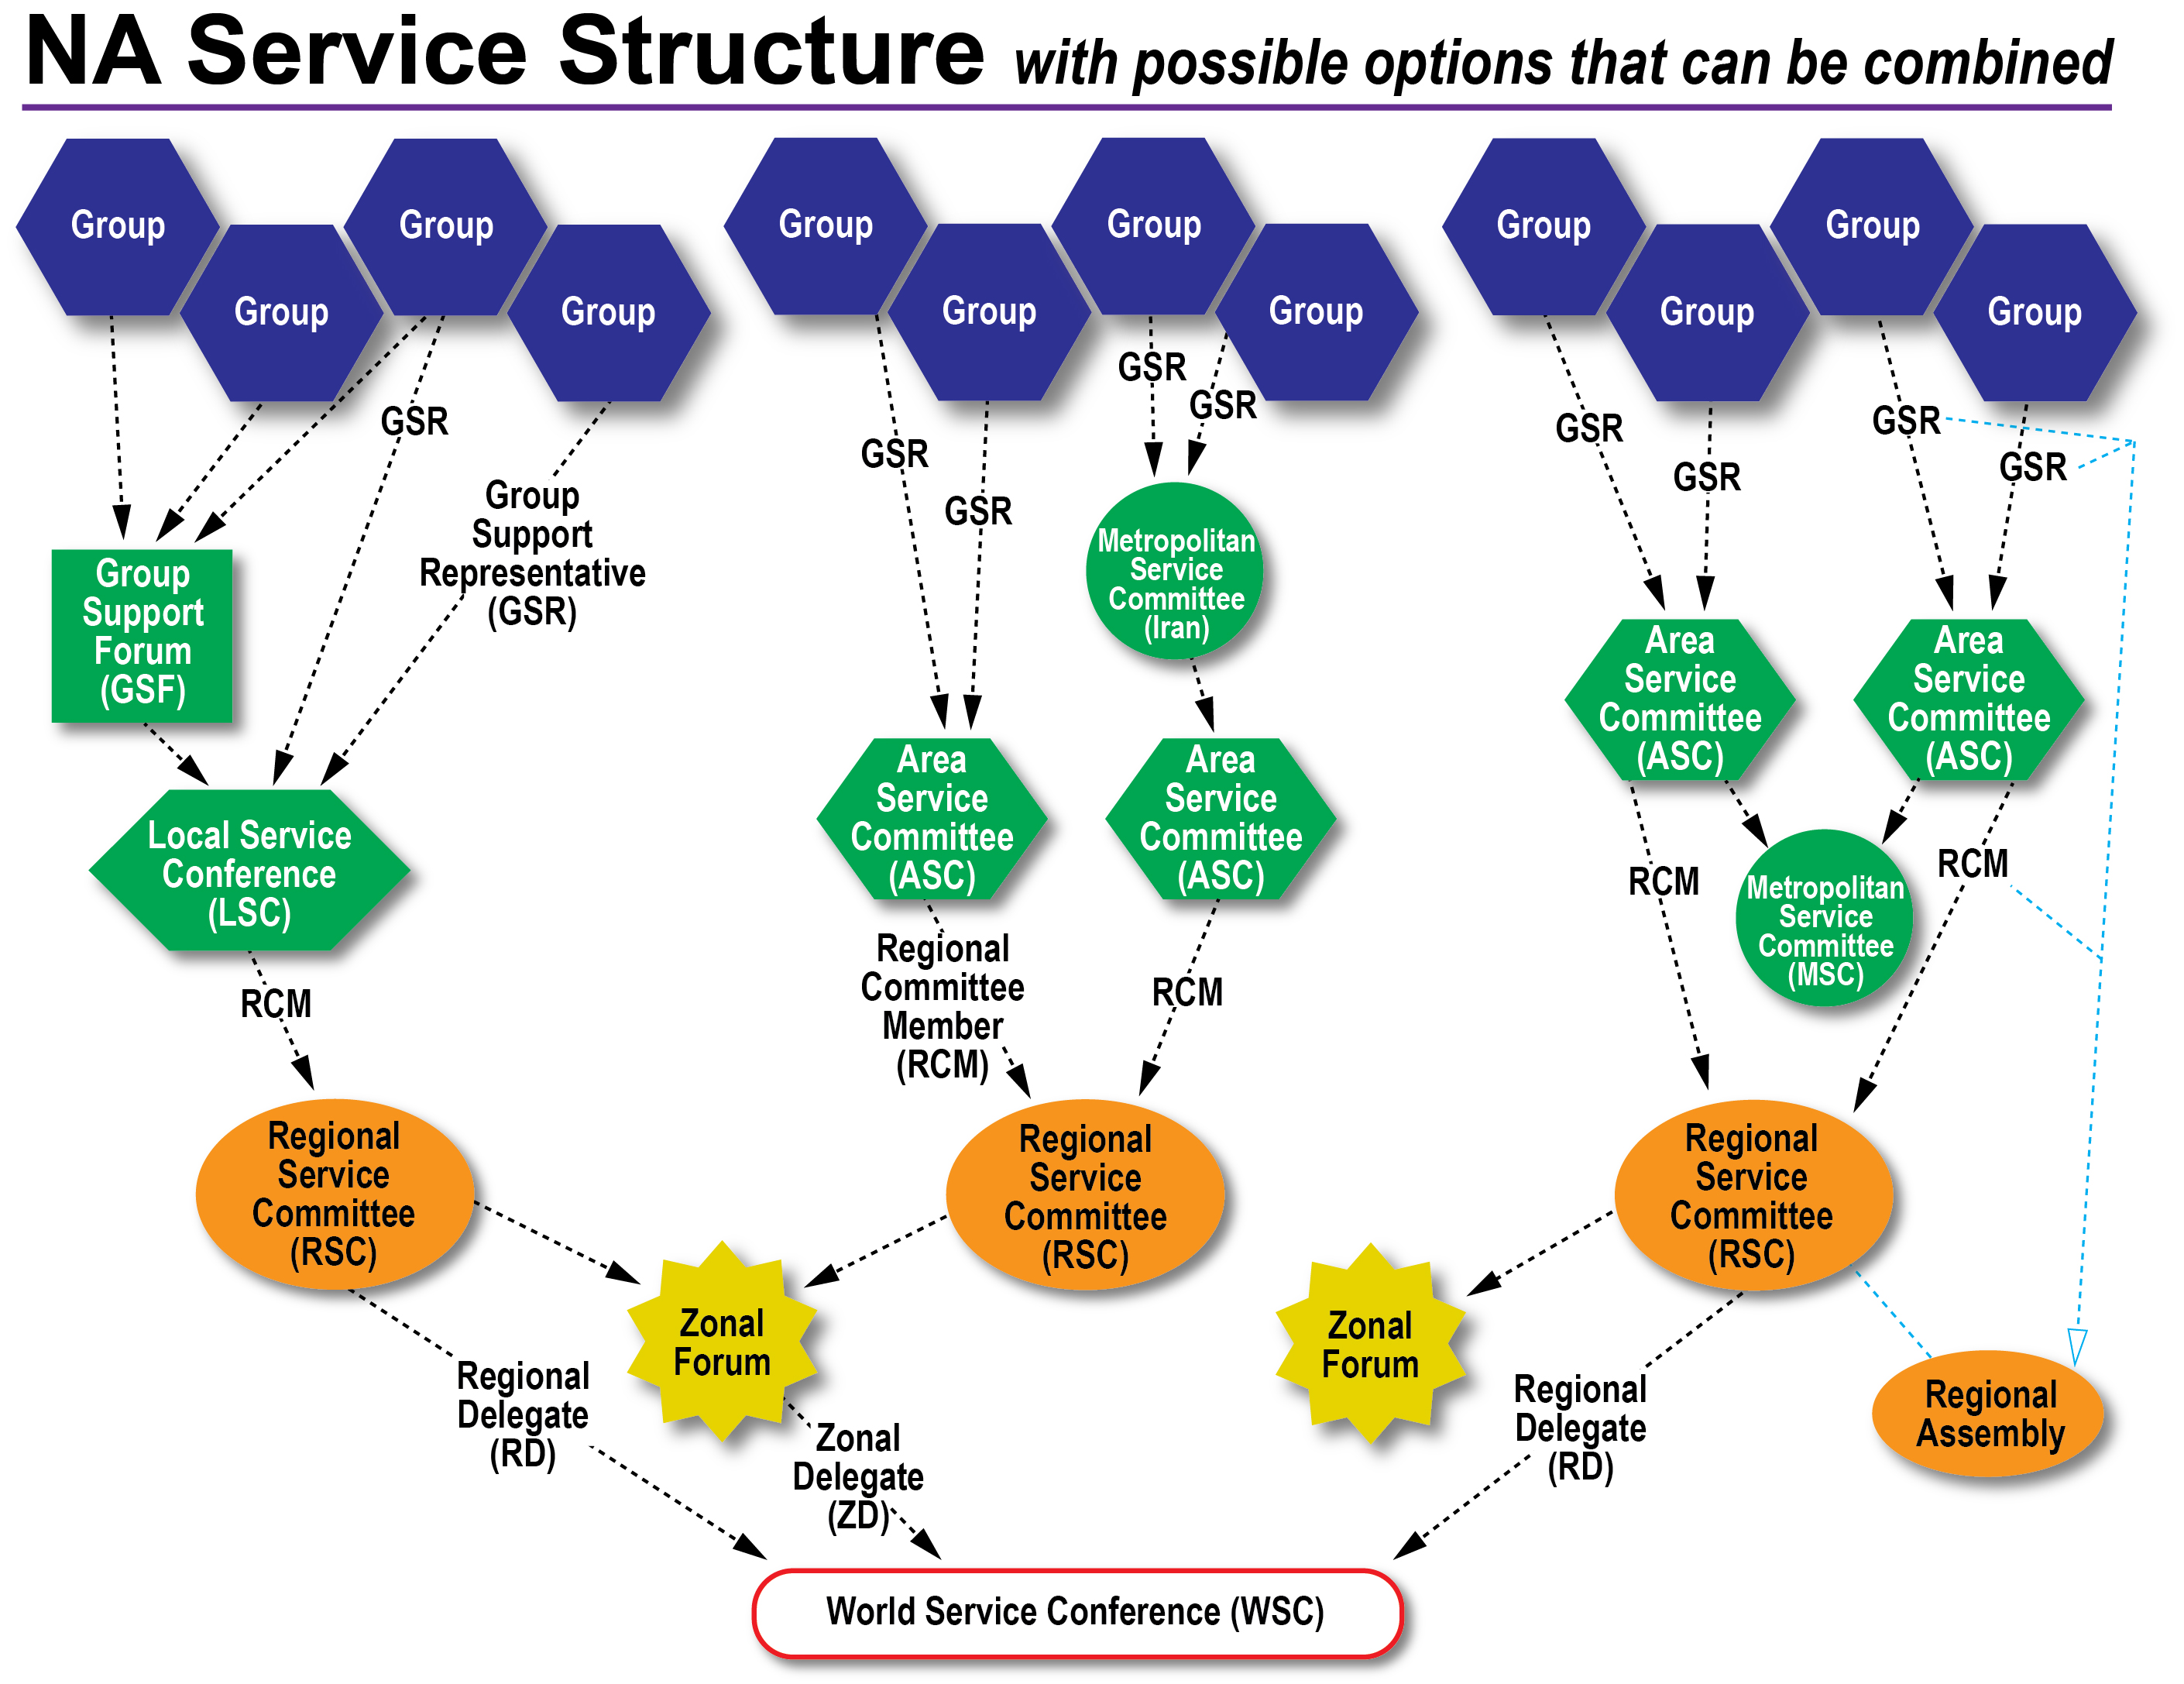 NA Service Structure with possible options that can be combined
Group
Group
Group
Group
GSR
Group
Support
Representative
(GSR)
Group
Support
Forum
(GSF)
Local Service
Conference
(LSC)
RCM
Regional
Service
Committee
(RSC)
Regional
Delegate
(RD)
Group
Group
Group
Group
GSR
GSR
GSR
GSR
Metropolitan
Service
Committee
(Iran)
Area
Service
Committee
(ASC)
Area
Service
Committee
(ASC)
Regional
Committee
Member
(RCM)
RCM
Regional
Service
Committee
(RSC)
Zonal
Forum
Zonal
Delegate
(ZD)
Group
Group
Group
Group
GSR
GSR
GSR
GSR
Area
Service
Committee
(ASC)
Area
Service
Committee
(ASC)
RCM
RCM
Metropolitan
Service
Committee
(MSC)
Regional
Service
Committee
(RSC)
Zonal
Forum
Regional
Delegate
(RD)
Regional
Assembly
World Service Conference (WSC)